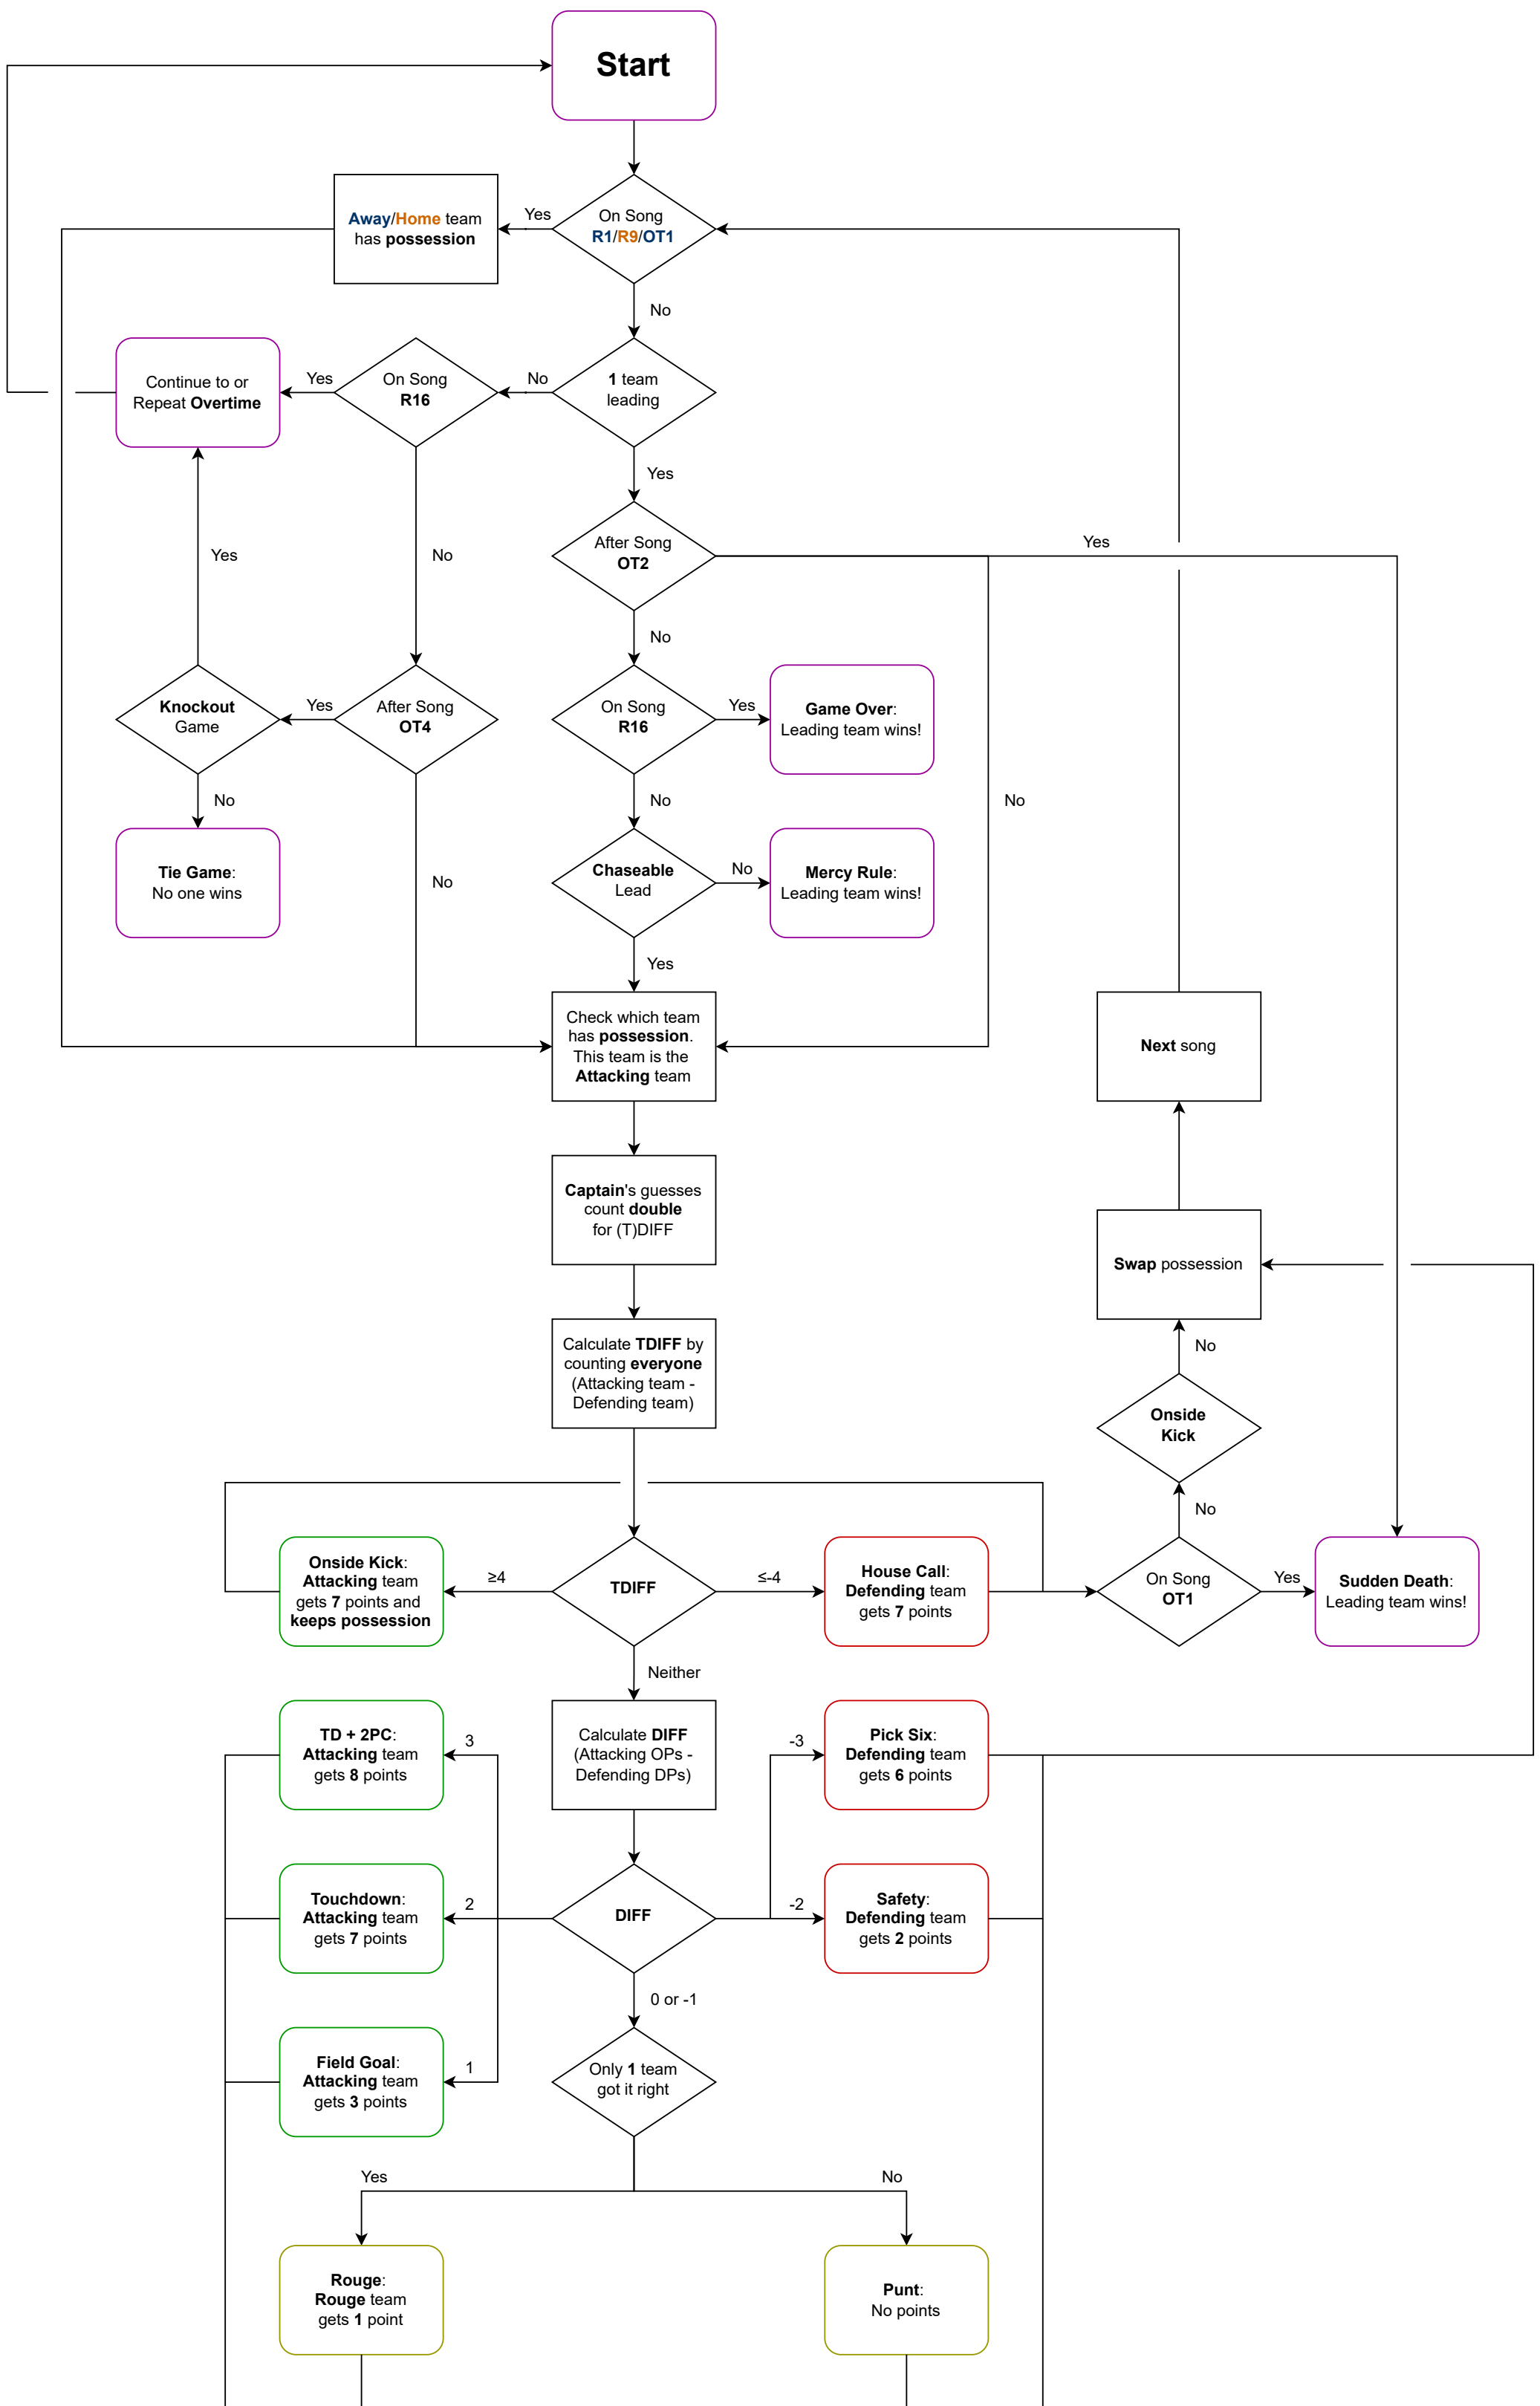 Start
Away/Home team
has possession
Yes
On Song
R1/R9/OT1
No
Continue to or
Repeat Overtime
Yes
On Song
R16
No
1 team
leading
Yes
After Song
OT2
Yes
Yes
No
No
Knockout
Game
Yes
After Song
OT4
On Song
R16
Yes
Game Over:
Leading team wins!
No
No
No
Tie Game:
No one wins
No
Chaseable
Lead
No
Mercy Rule:
Leading team wins!
Yes
Check which team
has possession.
This team is the
Attacking team
Next song
Captain's guesses
count double
for (T)DIFF
Swap possession
Calculate TDIFF by
counting everyone
(Attacking team -
Defending team)
No
Onside
Kick
No
Onside Kick:
Attacking team
gets 7 points and
keeps possession
≥4
TDIFF
≤-4
House Call:
Defending team
gets 7 points
On Song
OT1
Yes
Sudden Death:
Leading team wins!
Neither
TD + 2PC:
Attacking team
gets 8 points
3
Calculate DIFF
(Attacking OPs -
Defending DPs)
-3
Pick Six:
Defending team
gets 6 points
Touchdown:
Attacking team
gets 7 points
2
DIFF
-2
Safety:
Defending team
gets 2 points
0 or -1
Field Goal:
Attacking team
gets 3 points
1
Only 1 team
got it right
Yes
No
Rouge:
Rouge team
gets 1 point
Punt:
No points